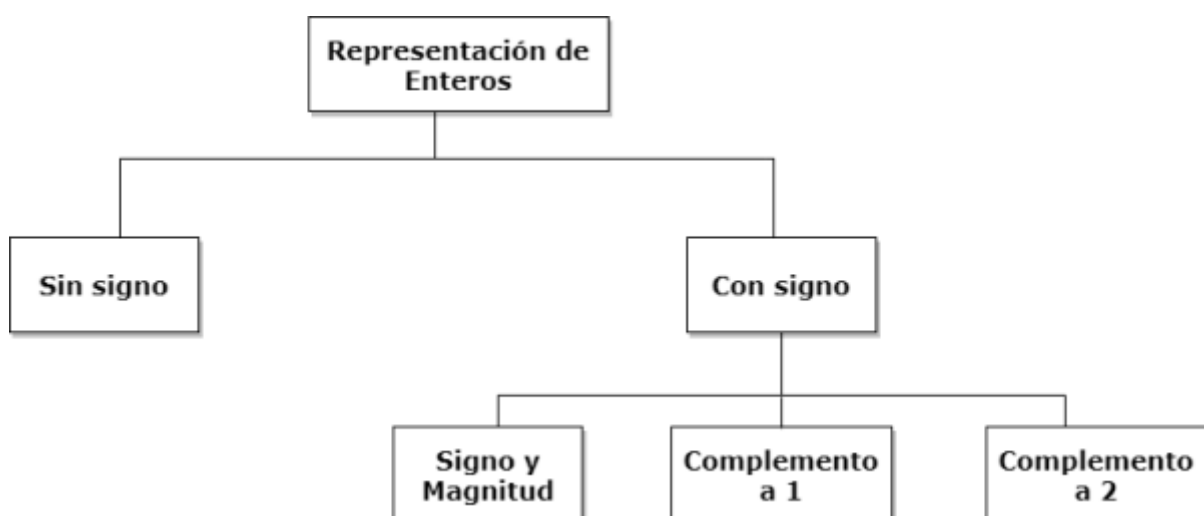 Representación de
Enteros
Sin signo
Con signo
Signo y
Magnitud
Complemento
a 1
Complemento
a 2